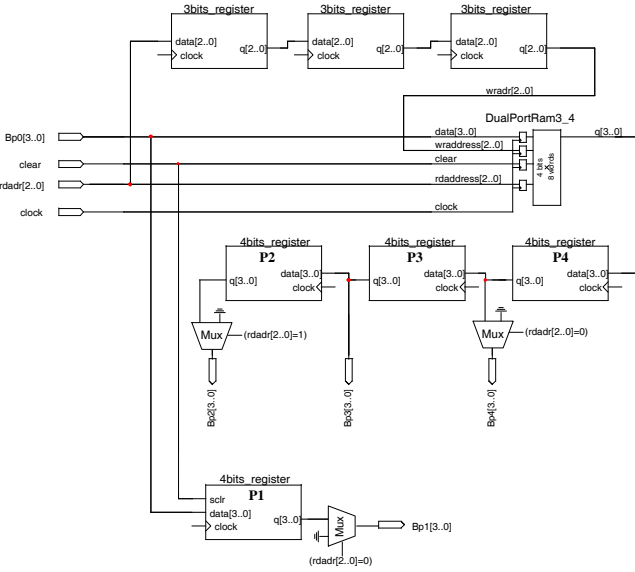 3bits_register 3bits_register 3bits_register
data[2..0] q[2..0] data[2..0] q[2..0] data[2..0] q[2..0]
clock clock clock
wradr[2..0]
DualPortRam3_4
Bp0[3..0] data[3..0] q[3..0]
wraddress[2..0]
clear clear
rdadr[2..0] rdaddress[2..0]
4 bits
x
8 words
clock clock
4bits_register 4bits_register 4bits_register
P2 P3 P4
q[3..0] data[3..0] q[3..0] data[3..0] q[3..0] data[3..0]
clock clock clock
Mux (rdadr[2..0]=1) Mux (rdadr[2..0]=0)
Bp2[3..0] Bp3[3..0] Bp4[3..0]
4bits_register
P1
sclr
data[3..0] q[3..0]
clock
Mux
Bp1[3..0]
(rdadr[2..0]=0)